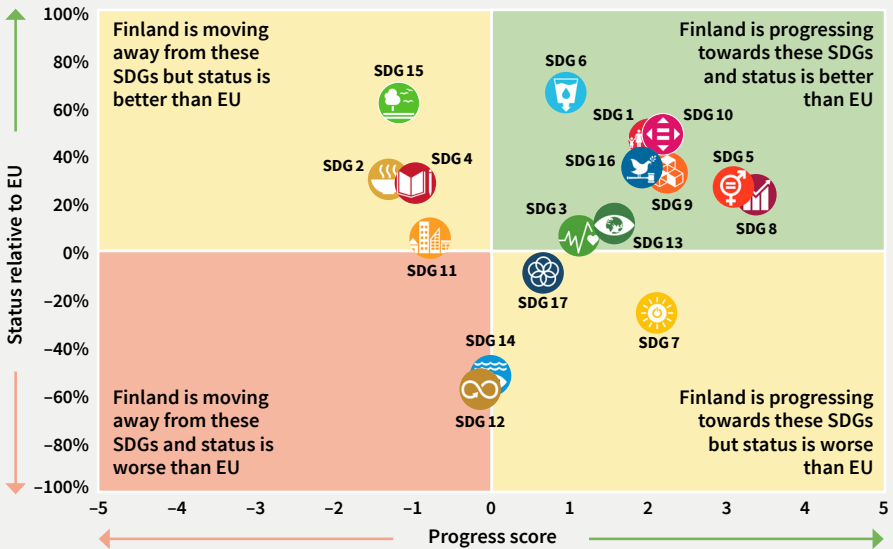 Finland is moving
away from these
SDGs but status is
better than EU
Finland is progressing
towards these SDGs
and status is better
than EU
SDG 15
SDG 6
SDG 1
SDG 10
SDG 2
SDG 4
SDG 16
SDG 5
SDG 9
SDG 3
SDG 8
SDG 13
SDG 11
SDG 17
SDG 7
SDG 14
SDG 12
Finland is moving
away from these
SDGs and status is
worse than EU
Finland is progressing
towards these SDGs
but status is worse
than EU
Status relative to EU
100%
80%
60%
40%
20%
0%
–20%
–40%
–60%
–80%
–100%
–5
–4
–3
–2
–1
0
1
2
3
4
5
Progress score